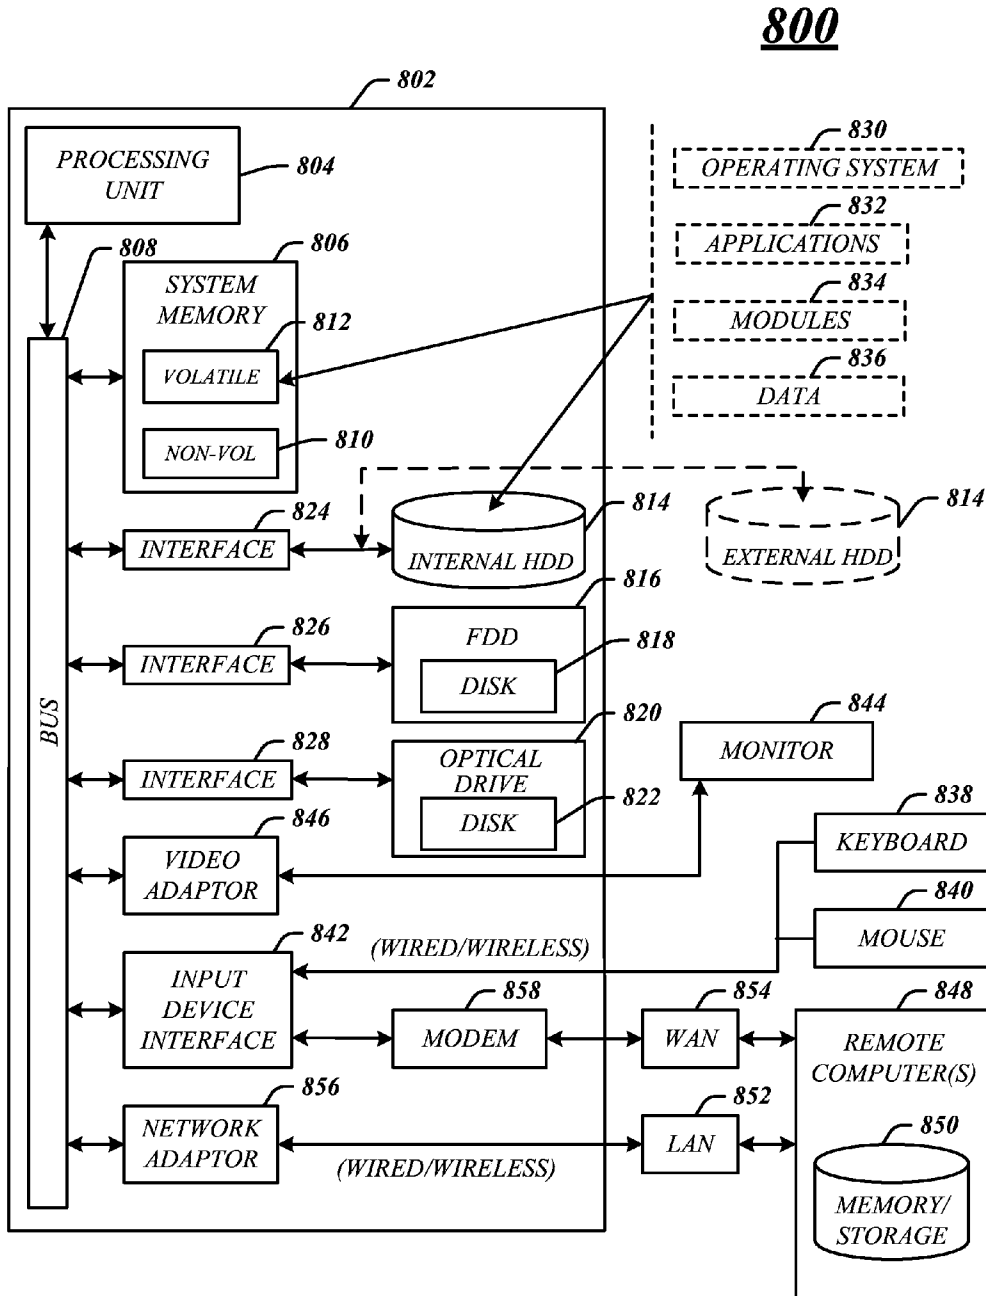 800
802
PROCESSING
UNIT
804
808
806
SYSTEM
MEMORY
812
VOLATILE
810
NON-VOL
830
OPERATING SYSTEM
832
APPLICATIONS
834
MODULES
836
DATA
824
INTERFACE
814
INTERNAL HDD
814
EXTERNAL HDD
816
826
INTERFACE
FDD
818
DISK
BUS
820
828
INTERFACE
OPTICAL
DRIVE
822
DISK
844
MONITOR
846
VIDEO
ADAPTOR
838
KEYBOARD
840
MOUSE
842
(WIRED/WIRELESS)
INPUT
DEVICE
INTERFACE
858
MODEM
854
WAN
848
REMOTE
COMPUTER(S)
856
NETWORK
ADAPTOR
(WIRED/WIRELESS)
852
LAN
850
MEMORY/
STORAGE